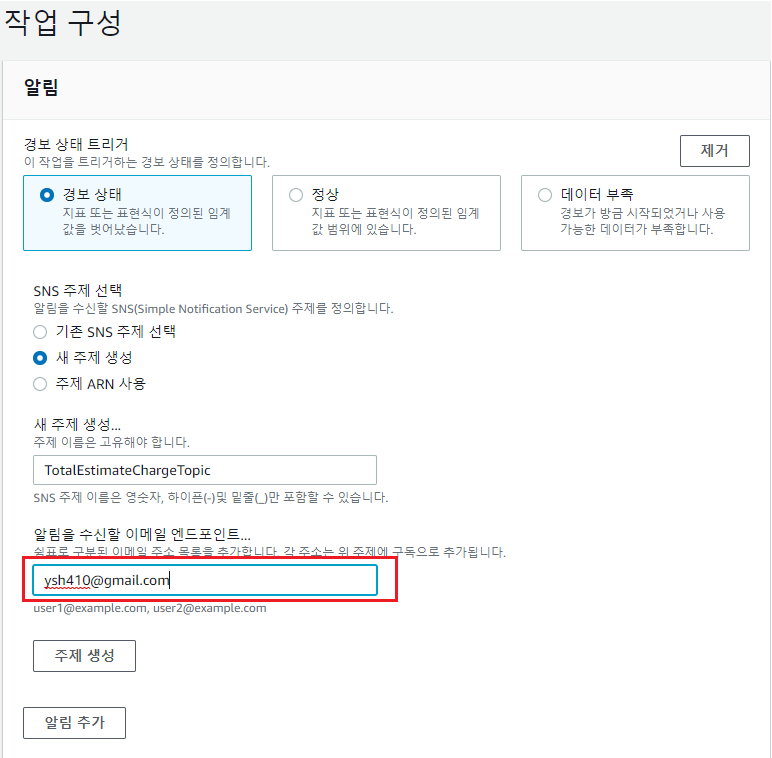 작업 구성
알림
경보 상태 트리거
이 작업을 트리거하는 경보 상태를 정의합니다.
제거
경보 상태
지표 또는 표현식이 정의된 임계
값을 벗어났습니다.
정상
지표 또는 표현식이 정의된 임계
값 범위에 있습니다.
데이터 부족
경보가 방금 시작되었거나 사용
가능한 데이터가 부족합니다.
SNS 주제 선택
알림을 수신할 SNS(Simple Notification Service) 주제를 정의합니다.
기존 SNS 주제 선택
새 주제 생성
주제 ARN 사용
새 주제 생성...
주제 이름은 고유해야 합니다.
TotalEstimateChargeTopic
SNS 주제 이름은 영숫자, 하이픈(-)및 밑줄(_)만 포함할 수 있습니다.
알림을 수신할 이메일 엔드포인트...
쉼표로 구분된 이메일 주소 목록을 추가합니다. 각 주소는 위 주제에 구독으로 추가됩니다.
ysh410@gmail.com
user1@example.com, user2@example.com
주제 생성
알림 추가